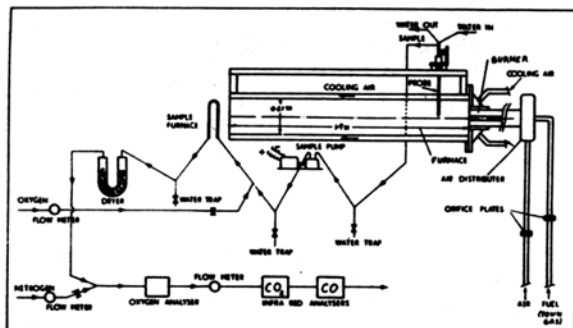 WATER OUT
WATER IN
SAMPLE
BURNER
COOLING AIR
COOLING AIR
PROBE
SAMPLE
FURNACE
SAMPLE PUMP
FURNACE
AIR DISTRIBUTER
DRYER
WATER TRAP
OXYGEN
FLOW METER
ORIFICE PLATES
WATER TRAP
WATER TRAP
FLOW METER
NITROGEN
FLOW METER
OXYGEN
ANALYSER
CO₂
CO
INFRA RED ANALYSERS
AIR
FUEL
(TOWN
GAS)